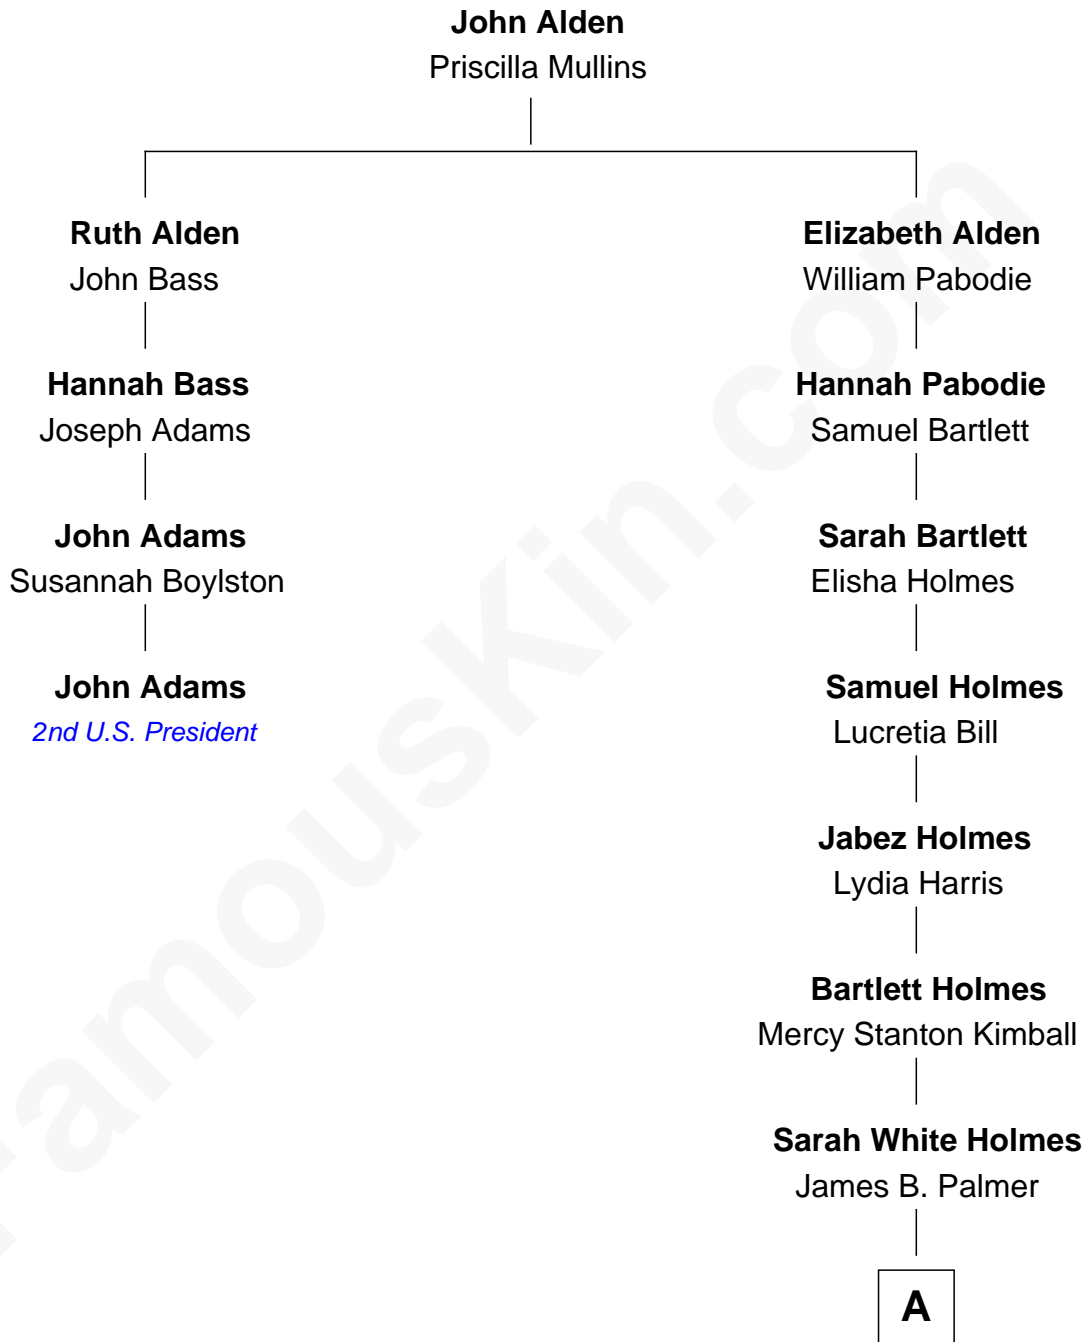 John Alden
Priscilla Mullins
Ruth Alden
John Bass
Elizabeth Alden
William Pabodie
Hannah Bass
Joseph Adams
Hannah Pabodie
Samuel Bartlett
John Adams
Susannah Boylston
Sarah Bartlett
Elisha Holmes
John Adams
2nd U.S. President
Samuel Holmes
Lucretia Bill
Jabez Holmes
Lydia Harris
Bartlett Holmes
Mercy Stanton Kimball
Sarah White Holmes
James B. Palmer
A
FamousKin.com